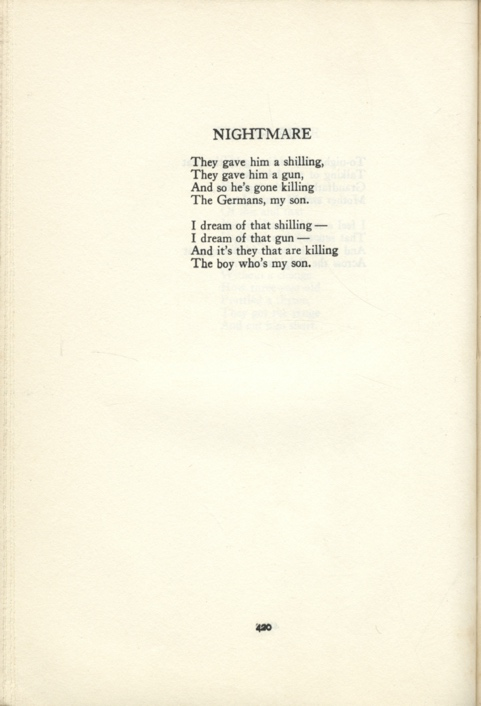 NIGHTMARE
They gave him a shilling,
They gave him a gun,
And so he's gone killing
The Germans, my son.
I dream of that shilling —
I dream of that gun —
And it's they that are killing
The boy who's my son.
420